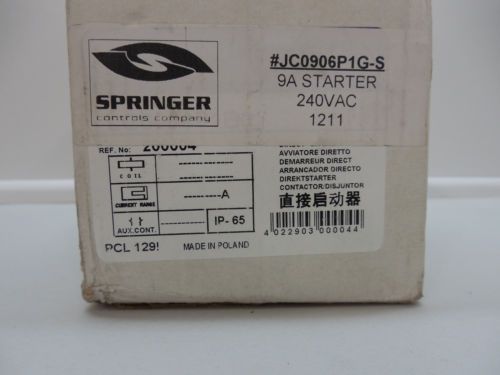 SPRINGER
controls company
#JC0906P1G-S
9A STARTER
240VAC
1211
REF. No:
COIL
CURRENT RANGE
AUX.CONT.
-A
IP- 65
AVVIATORE DIRETTO
DEMARREUR DIRECT
ARRANCADOR DIRECTO
DIREKTSTARTER
CONTACTOR/DISJUNTOR
直接启动器
4 022903 000044
PCL 129
MADE IN POLAND